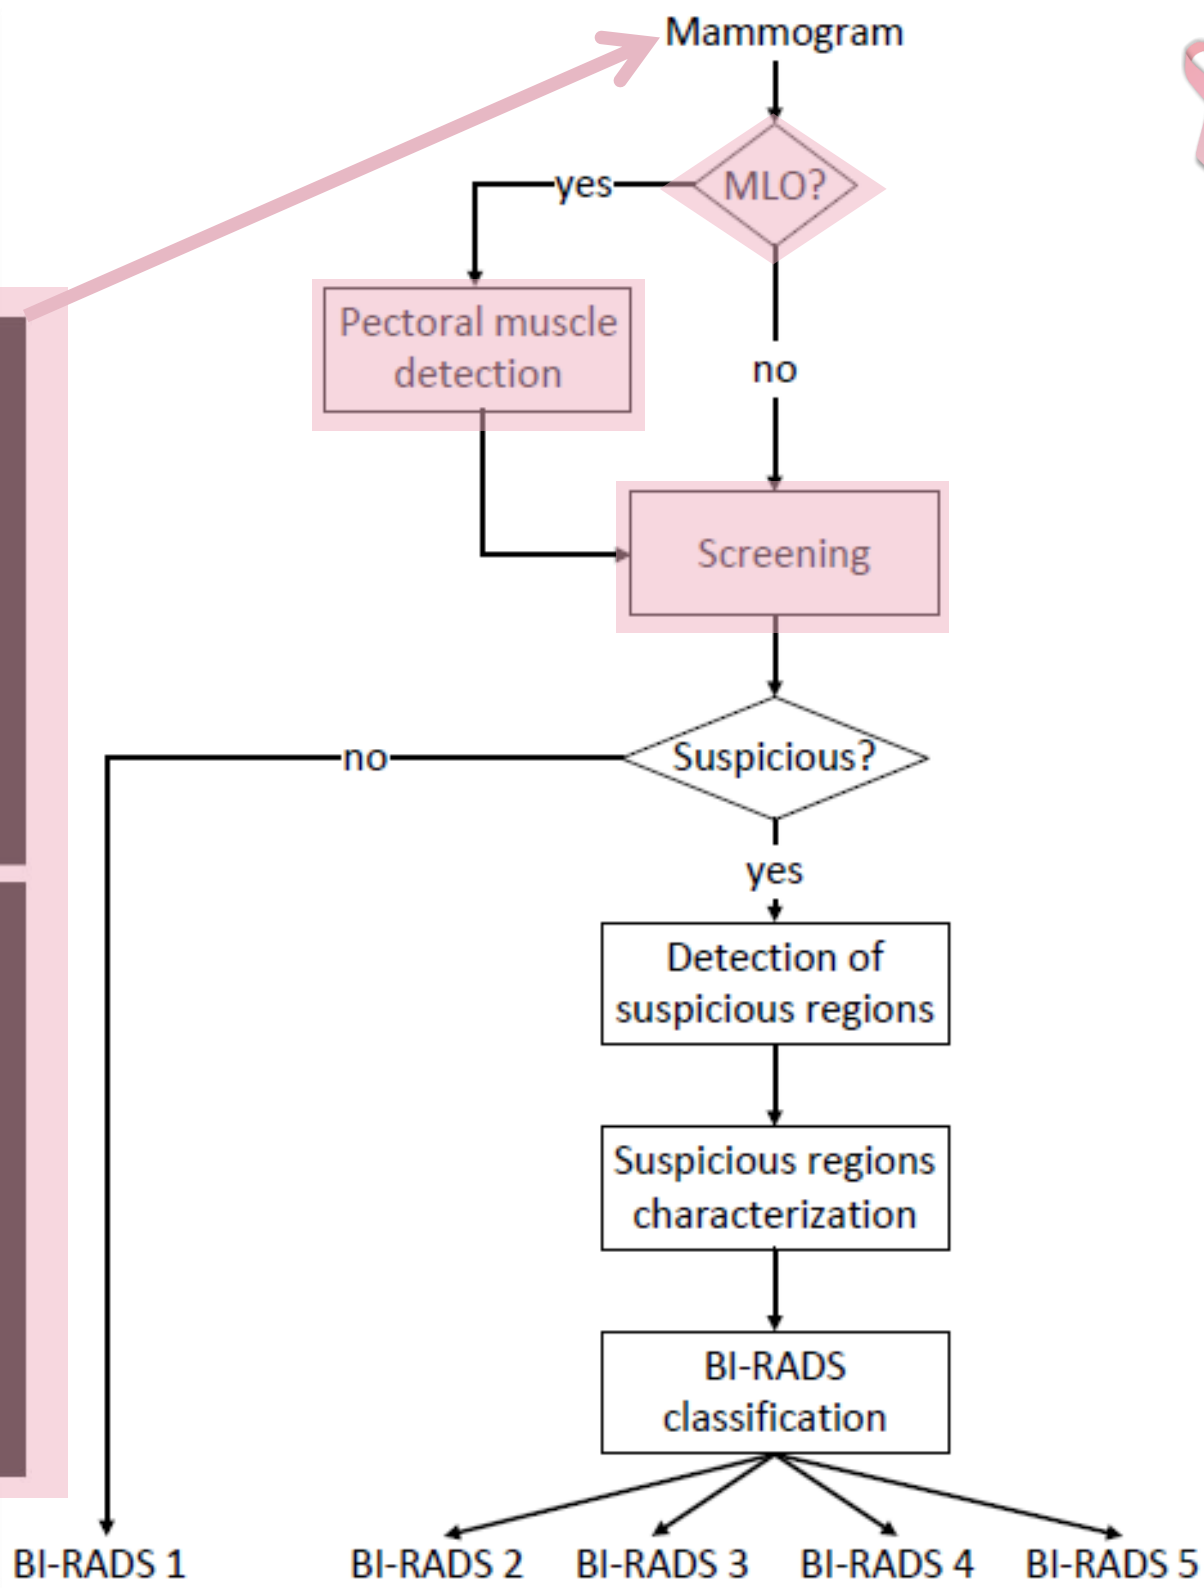 Mammogram
MLO?
yes
Pectoral muscle
detection
no
Screening
Suspicious?
no
yes
Detection of
suspicious regions
Suspicious regions
characterization
BI-RADS
classification
BI-RADS 1
BI-RADS 2
BI-RADS 3
BI-RADS 4
BI-RADS 5